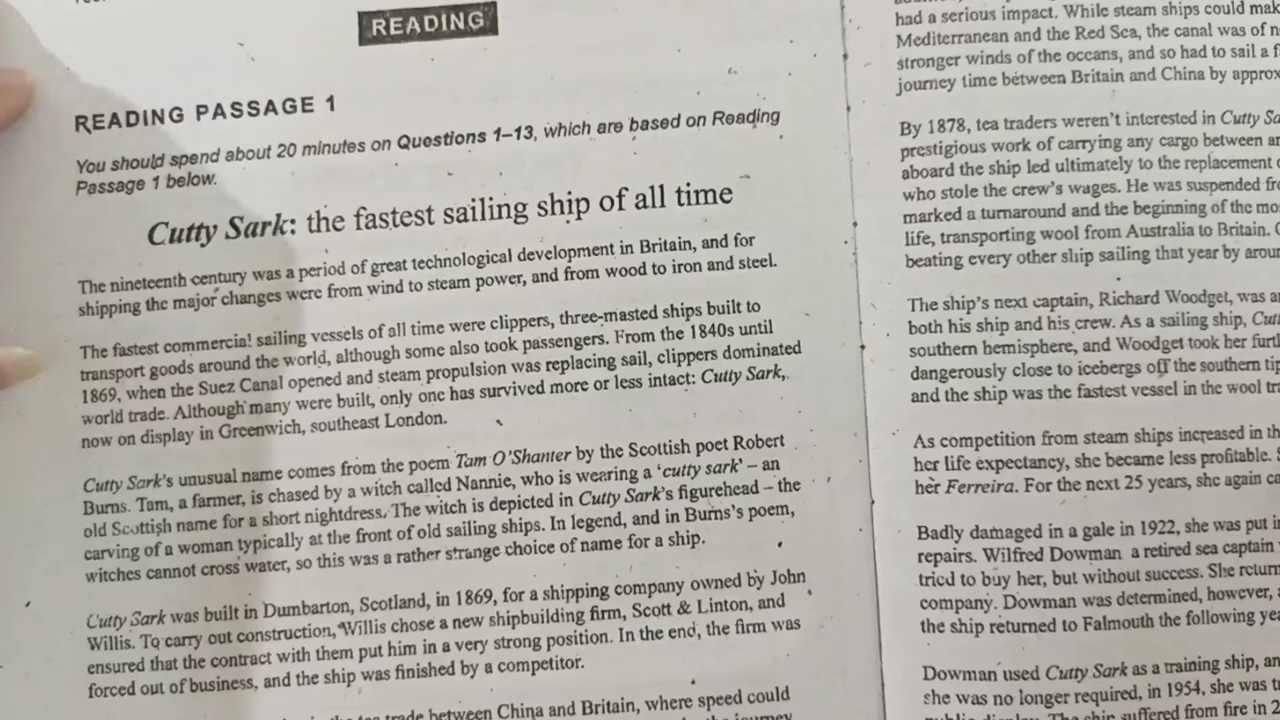 READING
READING PASSAGE 1
You should spend about 20 minutes on Questions 1–13, which are based on Reading
Passage 1 below.
Cutty Sark: the fastest sailing ship of all time
The nineteenth century was a period of great technological development in Britain, and for
shipping the major changes were from wind to steam power, and from wood to iron and steel.
The fastest commercial sailing vessels of all time were clippers, three-masted ships built to
transport goods around the world, although some also took passengers. From the 1840s until
1869, when the Suez Canal opened and steam propulsion was replacing sail, clippers dominated
world trade. Although many were built, only one has survived more or less intact: Cutty Sark,
now on display in Greenwich, southeast London.
Cutty Sark's unusual name comes from the poem Tam O'Shanter by the Scottish poet Robert
Burns. Tam, a farmer, is chased by a witch called Nannie, who is wearing a 'cutty sark' – an
old Scottish name for a short nightdress. The witch is depicted in Cutty Sark's figurehead – the
carving of a woman typically at the front of old sailing ships. In legend, and in Burns's poem,
witches cannot cross water, so this was a rather strange choice of name for a ship.
Cutty Sark was built in Dumbarton, Scotland, in 1869, for a shipping company owned by John
Willis. To carry out construction, Willis chose a new shipbuilding firm, Scott & Linton, and
ensured that the contract with them put him in a very strong position. In the end, the firm was
forced out of business, and the ship was finished by a competitor.
trade between China and Britain, where speed could
journey
had a serious impact. While steam ships could mak
Mediterranean and the Red Sea, the canal was of n
stronger winds of the oceans, and so had to sail a f
journey time between Britain and China by approx
By 1878, tea traders weren't interested in Cutty Sa
prestigious work of carrying any cargo between an
aboard the ship led ultimately to the replacement
who stole the crew's wages. He was suspended fro
marked a turnaround and the beginning of the mo
life, transporting wool from Australia to Britain.
beating every other ship sailing that year by arour
The ship's next captain, Richard Woodget, was a
both his ship and his crew. As a sailing ship, Cut
southern hemisphere, and Woodget took her furth
dangerously close to icebergs off the southern tip
and the ship was the fastest vessel in the wool tra
As competition from steam ships increased in th
her life expectancy, she became less profitable. S
her Ferreira. For the next 25 years, she again ca
Badly damaged in a gale in 1922, she was put i
repairs. Wilfred Dowman a retired sea captain
tried to buy her, but without success. She return
company. Dowman was determined, however,
the ship returned to Falmouth the following yea
Dowman used Cutty Sark as a training ship, an
she was no longer required, in 1954, she was t
The ship suffered from fire in 2